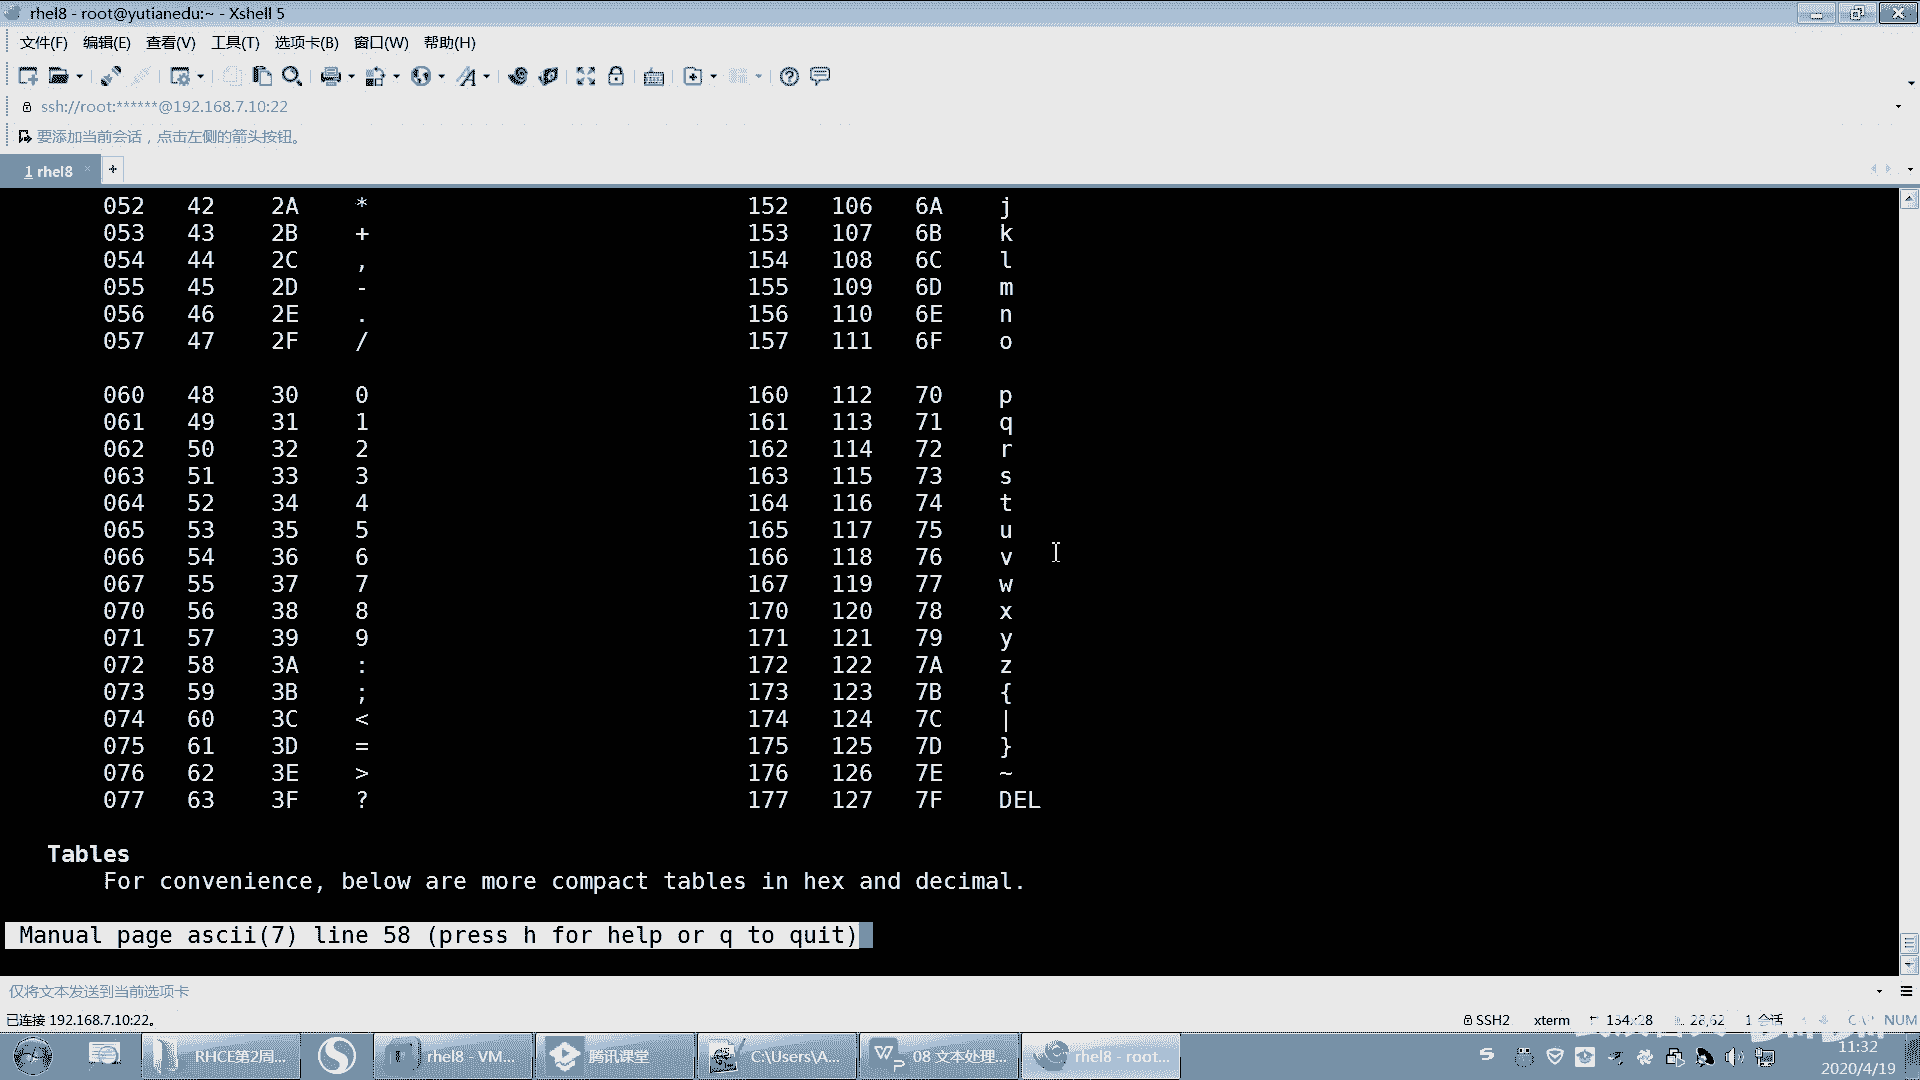 rhel8 - root@yutianedu:~ - Xshell 5
文件(F) 编辑(E) 查看(V) 工具(T) 选项卡(B) 窗口(W) 帮助(H)
ssh://root:******@192.168.7.10:22
要添加当前会话，点击左侧的箭头按钮。
1 rhel8
052 42 2A * 152 106 6A j
053 43 2B + 153 107 6B k
054 44 2C , 154 108 6C l
055 45 2D - 155 109 6D m
056 46 2E . 156 110 6E n
057 47 2F / 157 111 6F o
060 48 30 0 160 112 70 p
061 49 31 1 161 113 71 q
062 50 32 2 162 114 72 r
063 51 33 3 163 115 73 s
064 52 34 4 164 116 74 t
065 53 35 5 165 117 75 u
066 54 36 6 166 118 76 v
067 55 37 7 167 119 77 w
070 56 38 8 170 120 78 x
071 57 39 9 171 121 79 y
072 58 3A : 172 122 7A z
073 59 3B ; 173 123 7B {
074 60 3C < 174 124 7C |
075 61 3D = 175 125 7D }
076 62 3E > 176 126 7E ~
077 63 3F ? 177 127 7F DEL
Tables
For convenience, below are more compact tables in hex and decimal.
Manual page ascii(7) line 58 (press h for help or q to quit)
仅将文本发送到当前选项卡
已连接 192.168.7.10:22。 SSH2 xterm 28,62 1 会话 NUM
RHCE第2周... rhel8 - VM... 腾讯课堂 C:\Users\A... 08 文本处理... rhel8 - root... 11:32
2020/4/19